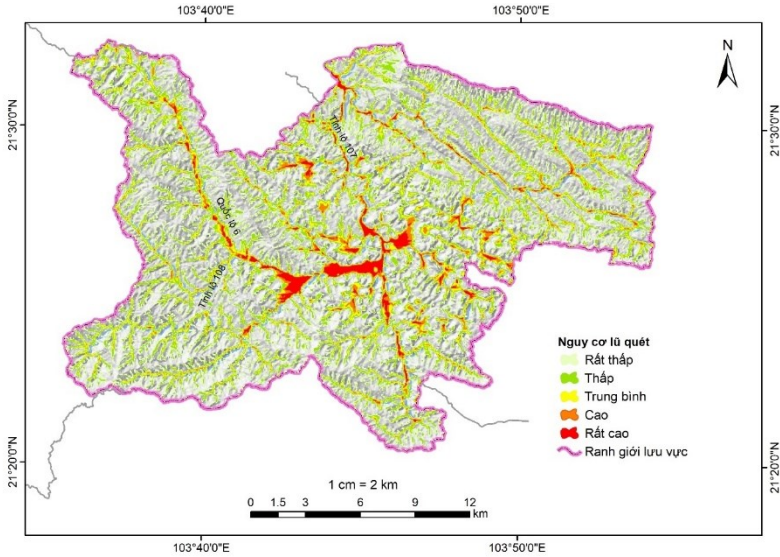 103°40'0"E
103°50'0"E
N
21°30'0"N
21°30'0"N
Tỉnh lộ 107
Quốc lộ 6
Tỉnh lộ 108
Nguy cơ lũ quét
Rất thấp
Thấp
Trung bình
Cao
Rất cao
Ranh giới lưu vực
21°20'0"N
21°20'0"N
1 cm = 2 km
0 1.5 3 6 9 12
km
103°40'0"E
103°50'0"E